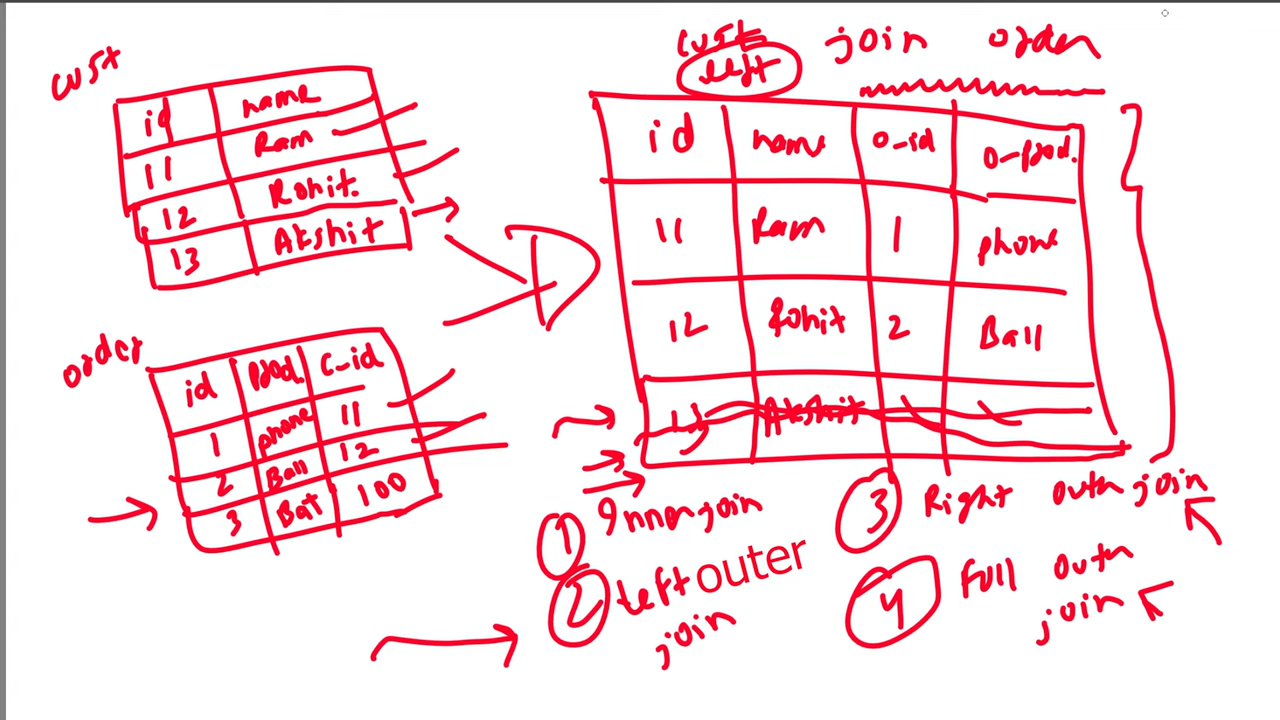 cust
id name
11 Ram
12 Rohit.
13 Akshit
order
id prod. c-id
1 phone 11
2 Ball 12
3 Bat 100
cust join order
left
id name o-id o-prod.
11 Ram 1 phone
12 Rohit 2 Ball
13 Akshit
1 Inner join
2 left outer
join
3 Right outer join
4 Full outer
join